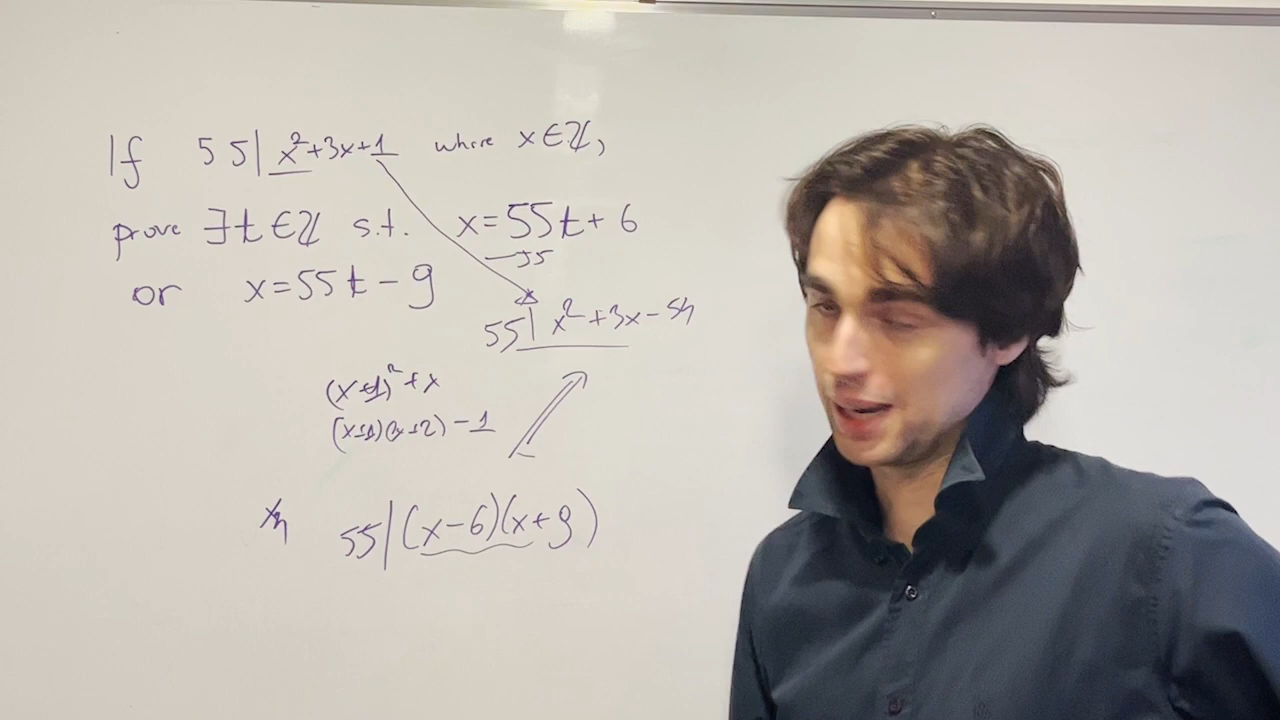 If 55| x²+3x+1 where x∈ℤ,
prove ∃t∈ℤ s.t. x=55t+6
-55
or x=55t-9
55| x²+3x-54
(x+1)²+x
(x+1)(x+2)-1
55|(x-6)(x+9)